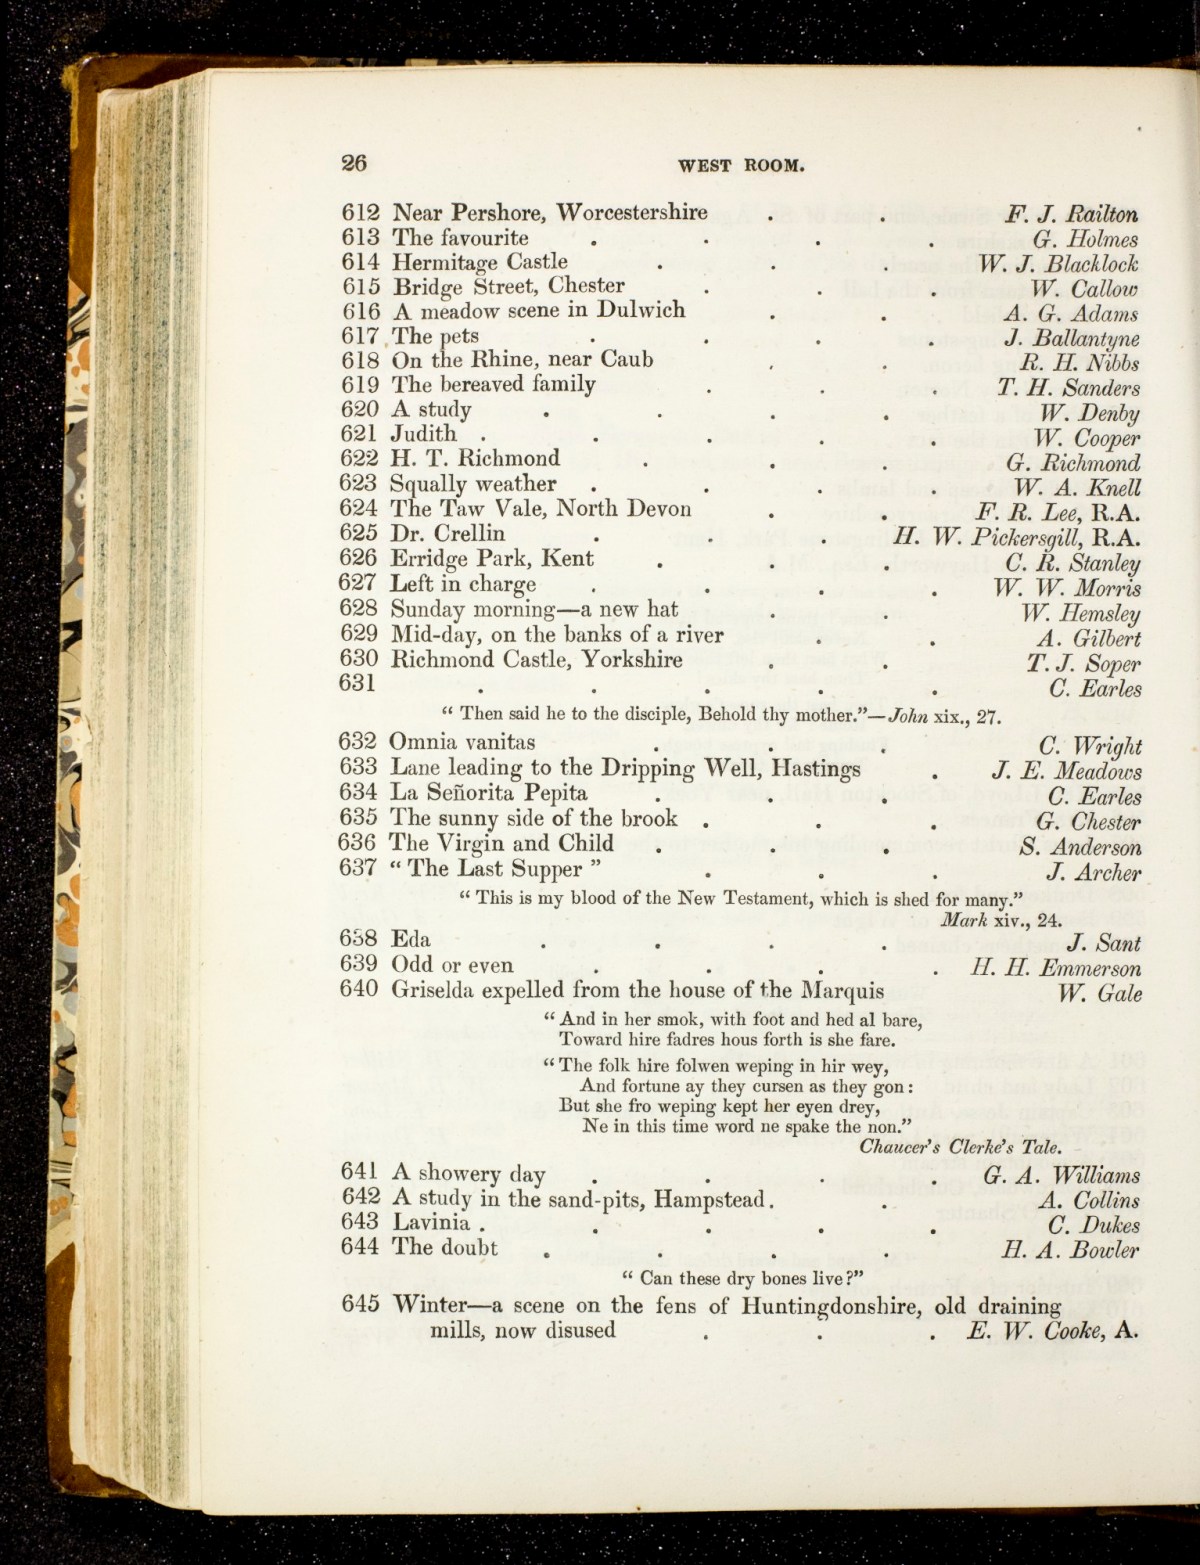 26 WEST ROOM.
612 Near Pershore, Worcestershire . . F. J. Railton
613 The favourite . . . . G. Holmes
614 Hermitage Castle . . . W. J. Blacklock
615 Bridge Street, Chester . . . W. Callow
616 A meadow scene in Dulwich . . A. G. Adams
617 The pets . . . . J. Ballantyne
618 On the Rhine, near Caub . . R. H. Nibbs
619 The bereaved family . . . T. H. Sanders
620 A study . . . . W. Denby
621 Judith . . . . . W. Cooper
622 H. T. Richmond . . . G. Richmond
623 Squally weather . . . . W. A. Knell
624 The Taw Vale, North Devon . . F. R. Lee, R.A.
625 Dr. Crellin . . H. W. Pickersgill, R.A.
626 Erridge Park, Kent . . . C. R. Stanley
627 Left in charge . . . . W. W. Morris
628 Sunday morning—a new hat . . W. Hemsley
629 Mid-day, on the banks of a river . . A. Gilbert
630 Richmond Castle, Yorkshire . . T. J. Soper
631 . . . . . C. Earles
“ Then said he to the disciple, Behold thy mother.”—John xix., 27.
632 Omnia vanitas . . . C. Wright
633 Lane leading to the Dripping Well, Hastings . J. E. Meadows
634 La Señorita Pepita . . . C. Earles
635 The sunny side of the brook . . . G. Chester
636 The Virgin and Child . . . S. Anderson
637 “ The Last Supper ” . . . J. Archer
“ This is my blood of the New Testament, which is shed for many.”
Mark xiv., 24.
638 Eda . . . . J. Sant
639 Odd or even . . . . H. H. Emmerson
640 Griselda expelled from the house of the Marquis W. Gale
“ And in her smok, with foot and hed al bare,
Toward hire fadres hous forth is she fare.
“ The folk hire folwen weping in hir wey,
And fortune ay they cursen as they gon :
But she fro weping kept her eyen drey,
Ne in this time word ne spake the non.”
Chaucer's Clerke's Tale.
641 A showery day . . . . G. A. Williams
642 A study in the sand-pits, Hampstead . . A. Collins
643 Lavinia . . . . . C. Dukes
644 The doubt . . . . H. A. Bowler
“ Can these dry bones live ?”
645 Winter—a scene on the fens of Huntingdonshire, old draining
mills, now disused . . . E. W. Cooke, A.